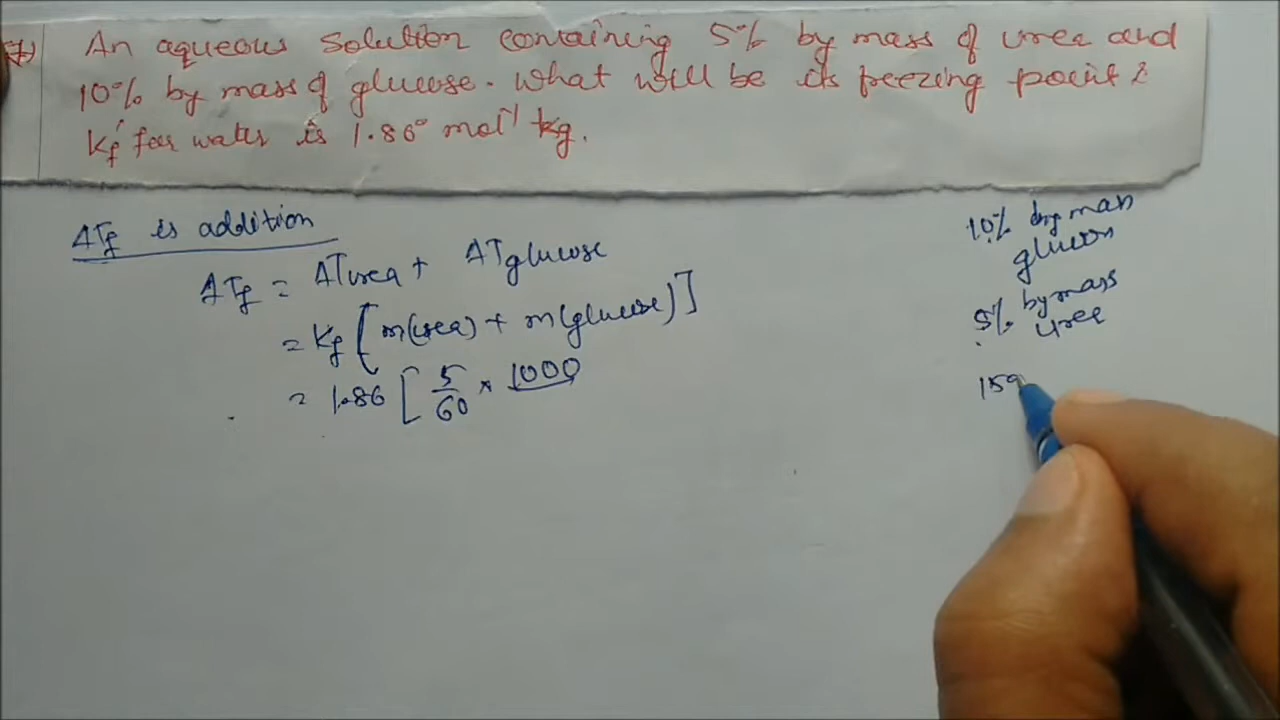 An aqueous solution containing 5% by mass of urea and
10% by mass of glucose. What will be its freezing point?
Kf for water is 1.86° mol⁻¹ kg.
ΔTf is addition
ΔTf = ΔTurea + ΔTglucose
= Kf [m(urea) + m(glucose)]
= 1.86 [5/60 × 1000
10% by mass
glucose
5% by mass
urea
15%